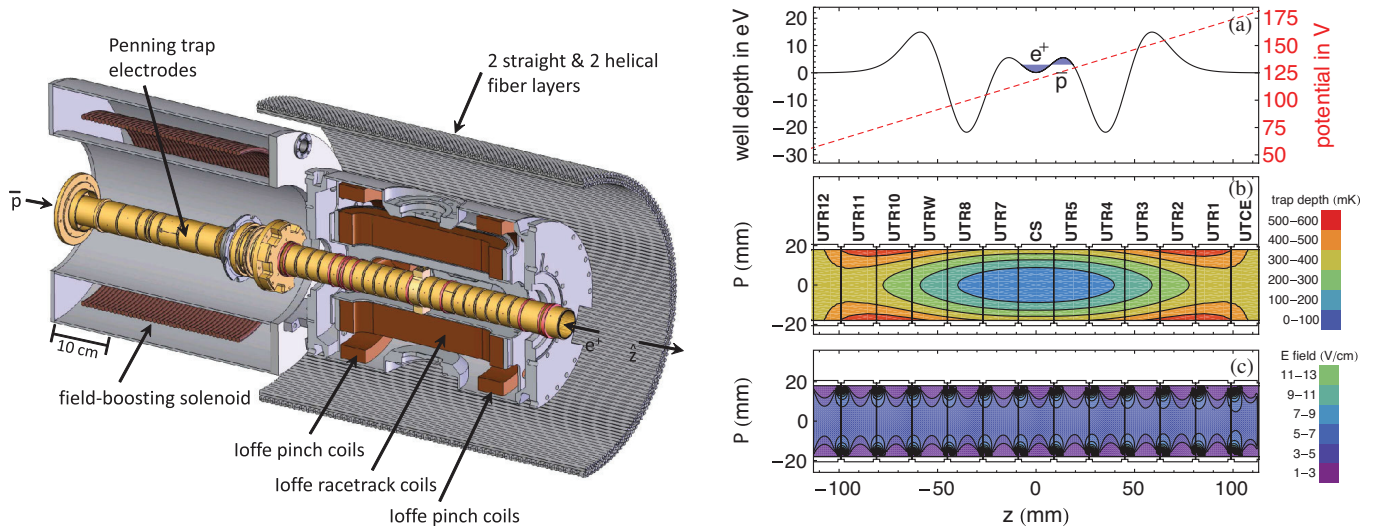 Penning trap
electrodes
2 straight & 2 helical
fiber layers
p̅
e⁺
ẑ
10 cm
field-boosting solenoid
Ioffe pinch coils
Ioffe racetrack coils
Ioffe pinch coils
well depth in eV
20
10
0
−10
−20
−30
(a)
e⁺
p̅
175
150
125
100
75
50
potential in V
(b)
UTR12 UTR11 UTR10 UTRW UTR8 UTR7 CS UTR5 UTR4 UTR3 UTR2 UTR1 UTCE
Ρ (mm)
20
0
−20
trap depth (mK)
500–600
400–500
300–400
200–300
100–200
0–100
(c)
Ρ (mm)
20
0
−20
E field (V/cm)
11–13
9–11
7–9
5–7
3–5
1–3
−100 −50 0 50 100
z (mm)